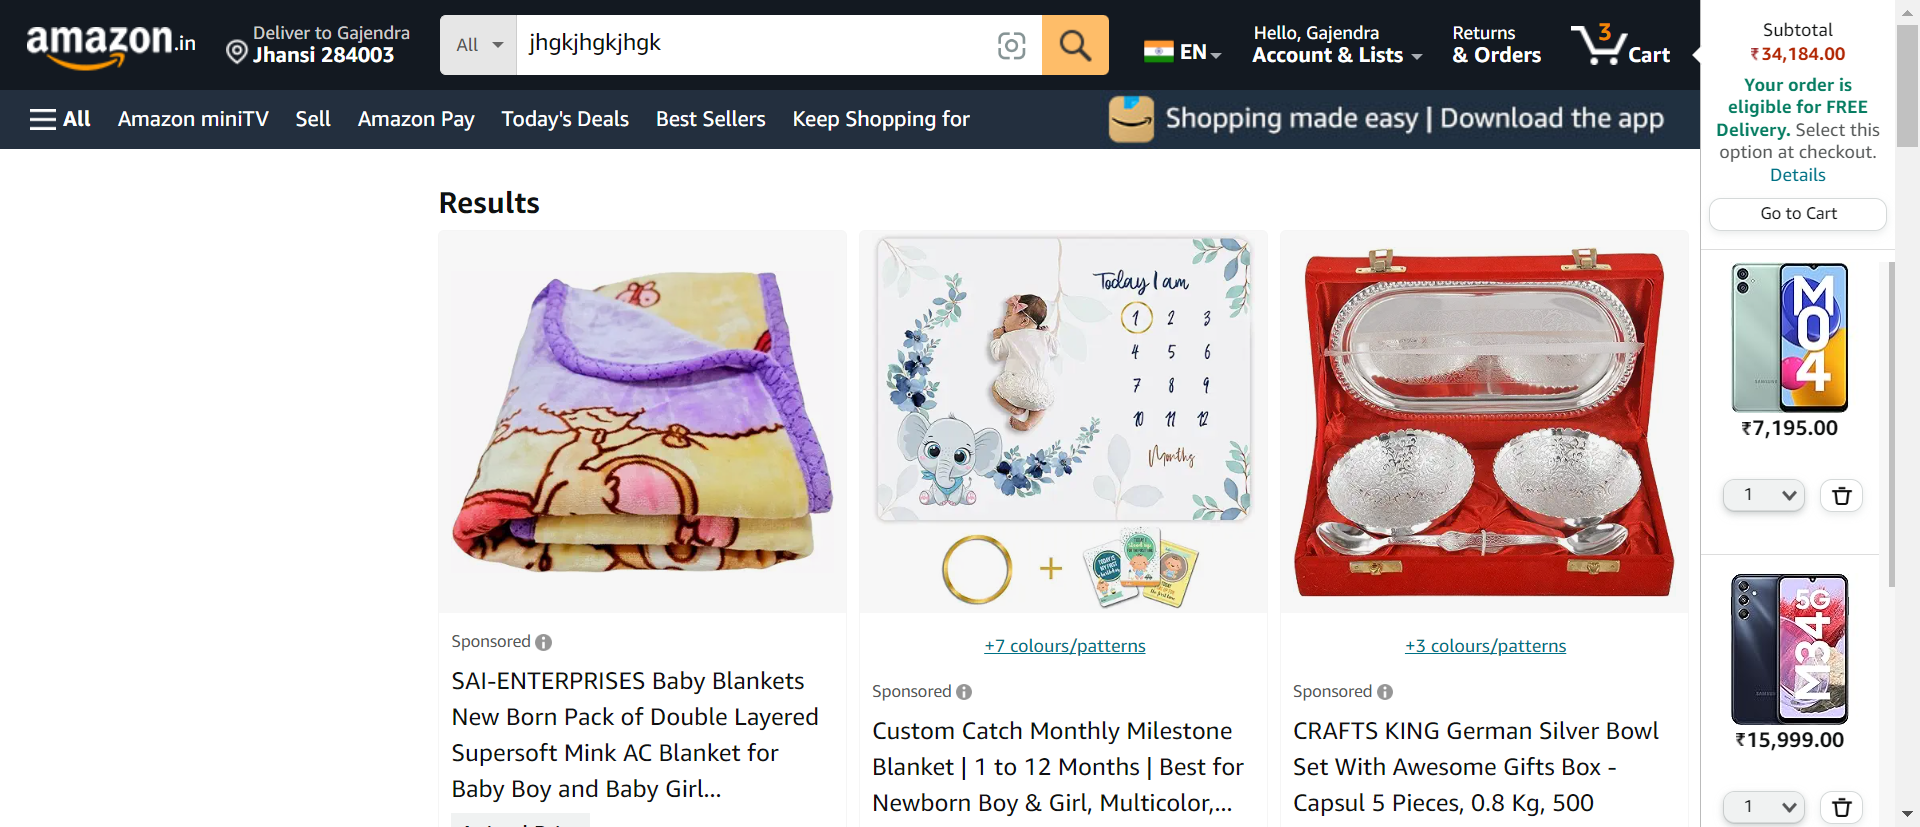 amazon.in
Deliver to Gajendra
Jhansi 284003
All
jhgkjhgkjhgk
EN
Hello, Gajendra
Account & Lists
Returns
& Orders
3
Cart
All
Amazon miniTV
Sell
Amazon Pay
Today's Deals
Best Sellers
Keep Shopping for
Shopping made easy | Download the app
Subtotal
₹34,184.00
Your order is
eligible for FREE
Delivery. Select this
option at checkout.
Details
Go to Cart
Results
Today I am
1 2 3
4 5 6
7 8 9
10 11 12
Months
+
Sponsored
SAI-ENTERPRISES Baby Blankets
New Born Pack of Double Layered
Supersoft Mink AC Blanket for
Baby Boy and Baby Girl...
+7 colours/patterns
Sponsored
Custom Catch Monthly Milestone
Blanket | 1 to 12 Months | Best for
Newborn Boy & Girl, Multicolor,...
+3 colours/patterns
Sponsored
CRAFTS KING German Silver Bowl
Set With Awesome Gifts Box -
Capsul 5 Pieces, 0.8 Kg, 500
M04
SAMSUNG
₹7,195.00
1
5G
M34
₹15,999.00
1